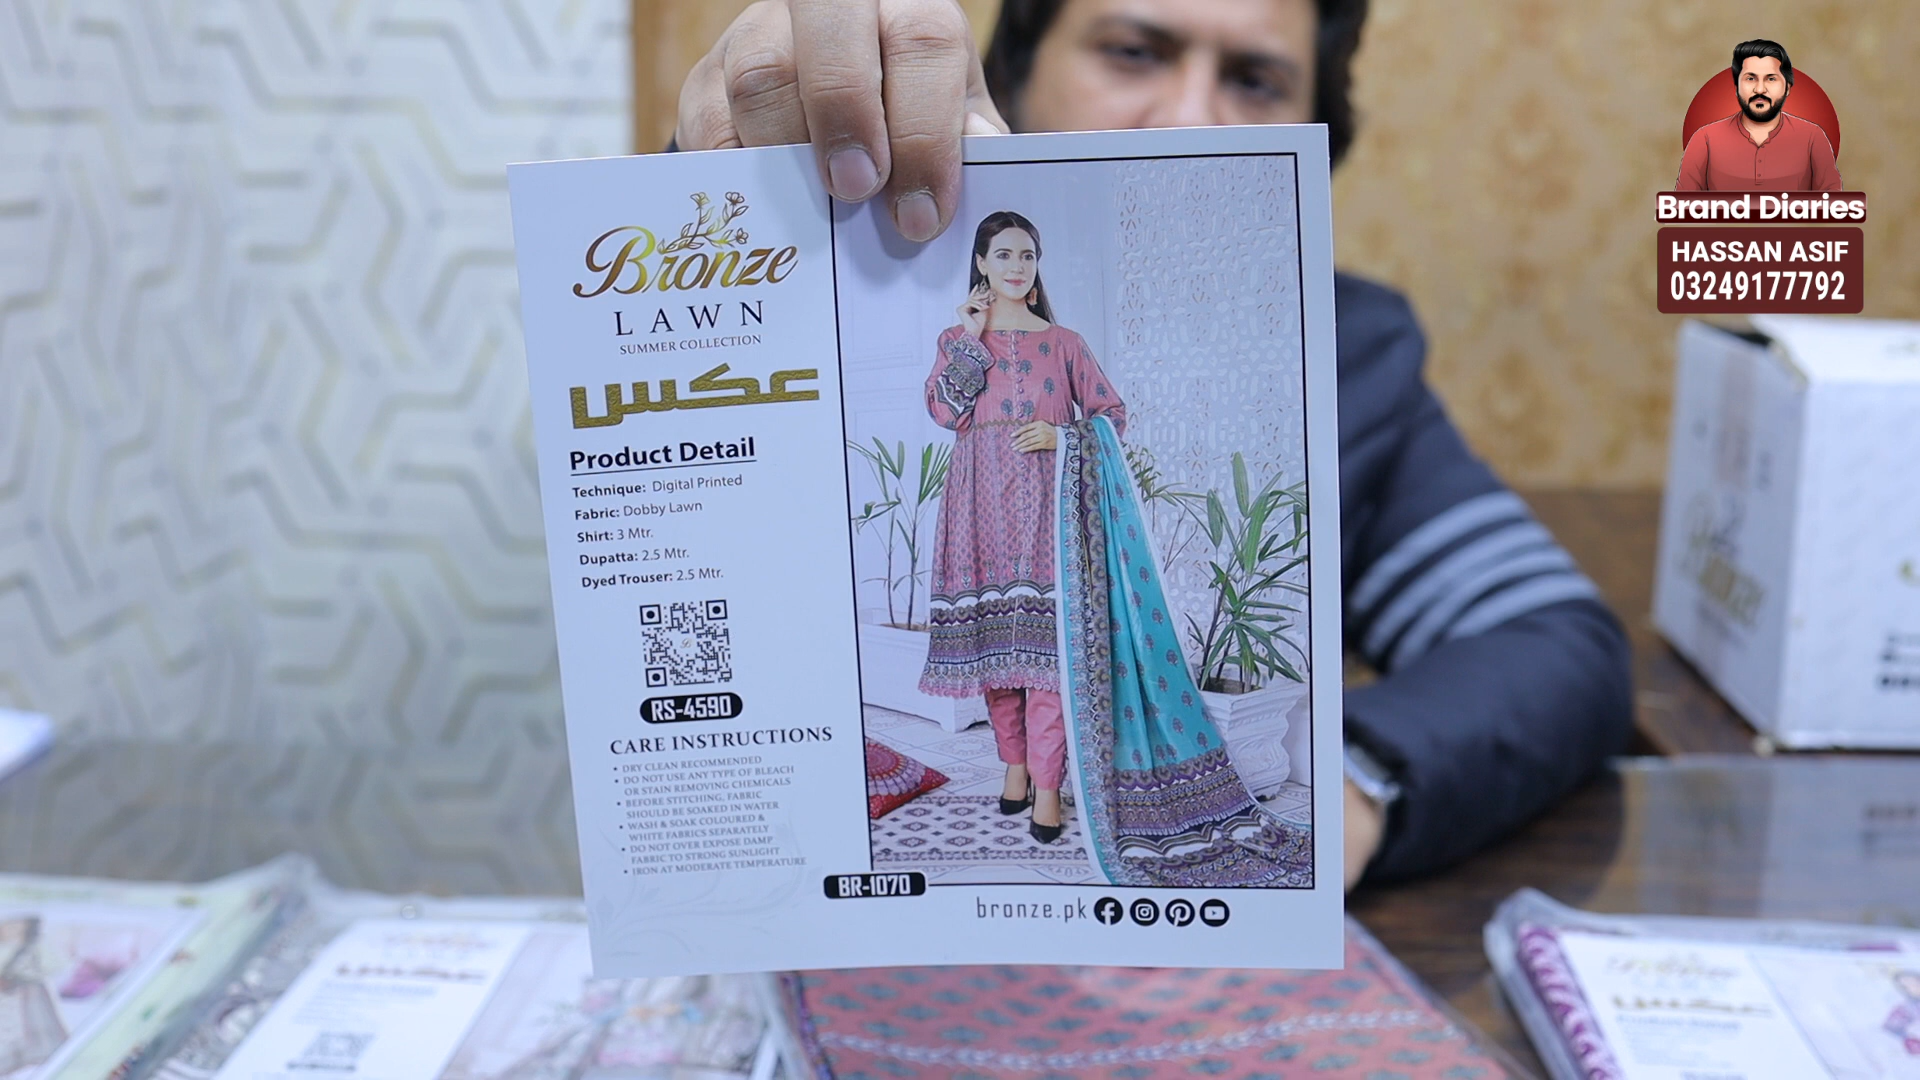 Bronze
LAWN
SUMMER COLLECTION
عکس
Product Detail
Technique: Digital Printed
Fabric: Dobby Lawn
Shirt: 3 Mtr.
Dupatta: 2.5 Mtr.
Dyed Trouser: 2.5 Mtr.
RS-4590
CARE INSTRUCTIONS
• DRY CLEAN RECOMMENDED
• DO NOT USE ANY TYPE OF BLEACH
OR STAIN REMOVING CHEMICALS
• BEFORE STITCHING, FABRIC
SHOULD BE SOAKED IN WATER
• WASH & SOAK COLOURED &
WHITE FABRICS SEPARATELY
• DO NOT OVER EXPOSE DAMP
FABRIC TO STRONG SUNLIGHT
• IRON AT MODERATE TEMPERATURE
BR-1070
bronze.pk
Brand Diaries
HASSAN ASIF
03249177792
عکس
عکس